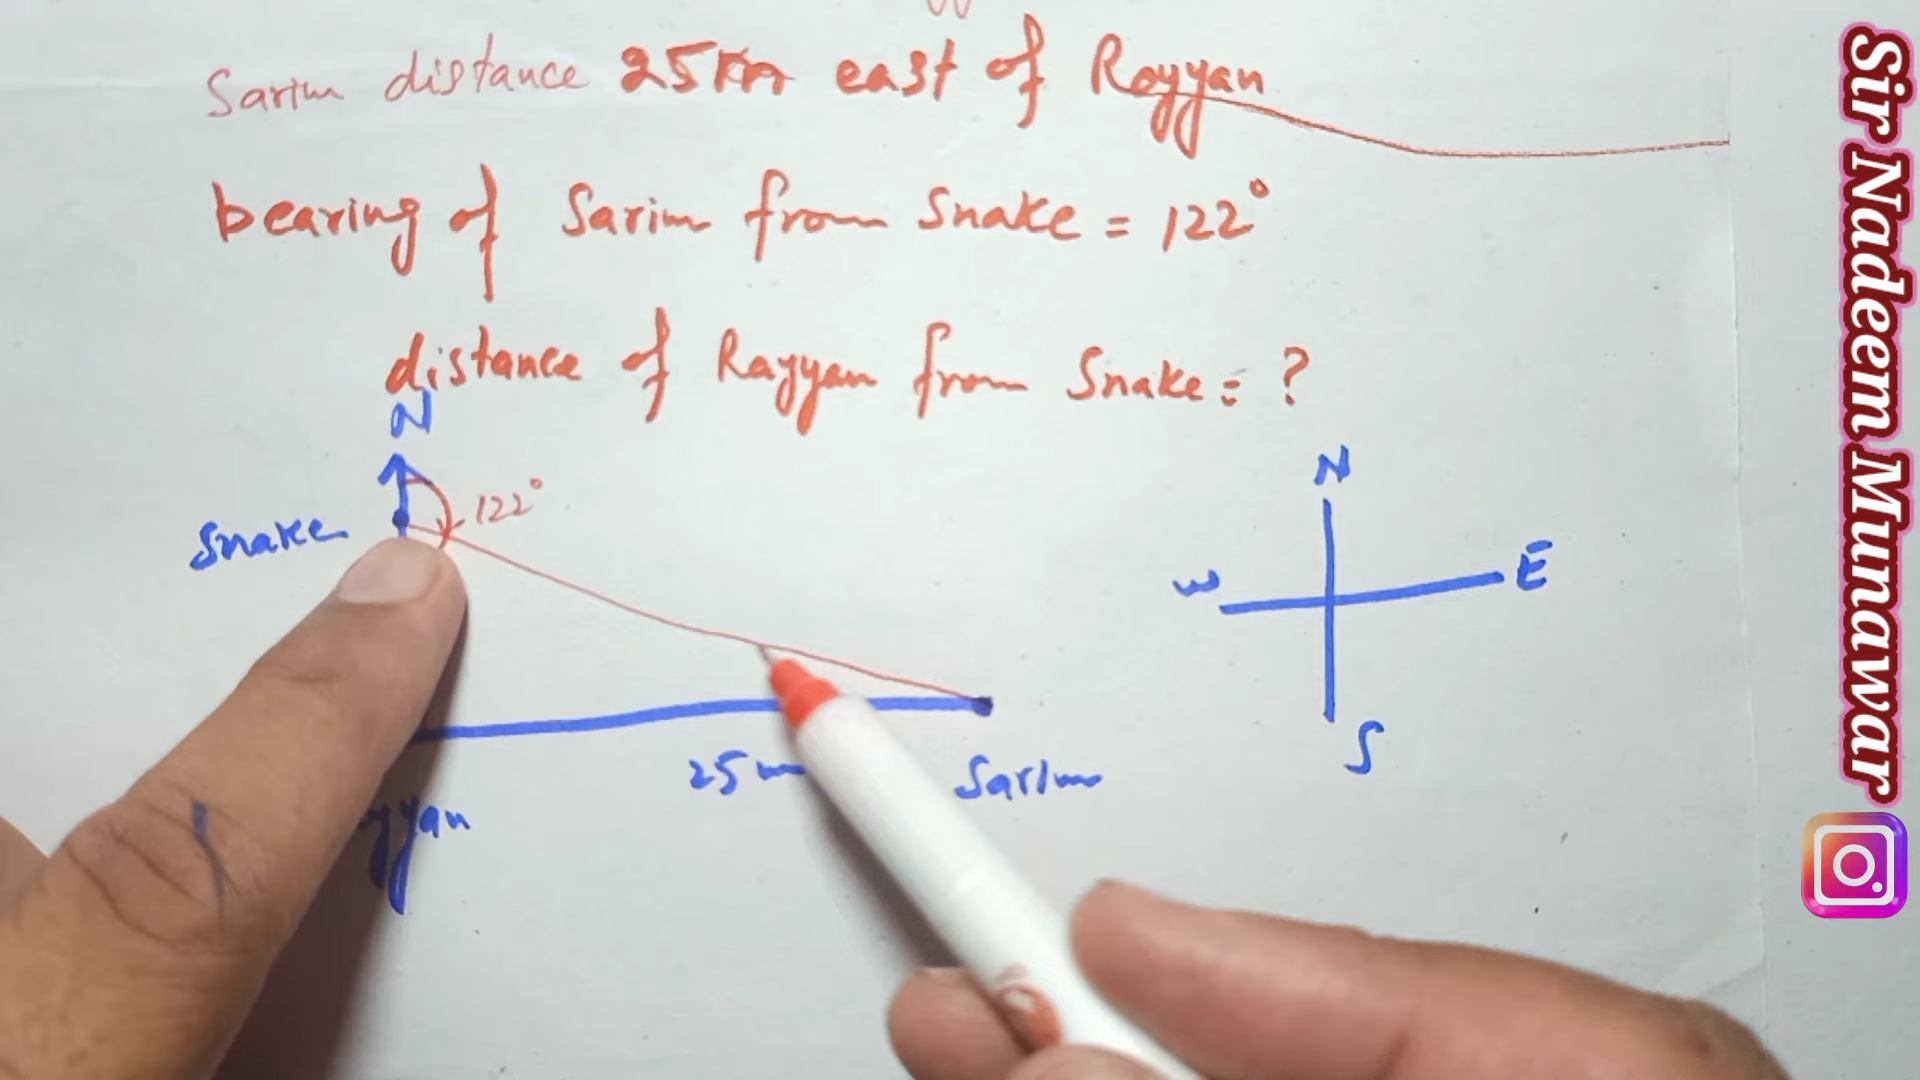 Sarim distance 25Km east of Rayyan
bearing of Sarim from Snake = 122°
distance of Rayyan from Snake = ?
N
122°
Snake
25m
Sarim
yyan
N
W
E
S
Sir Nadeem Munawar